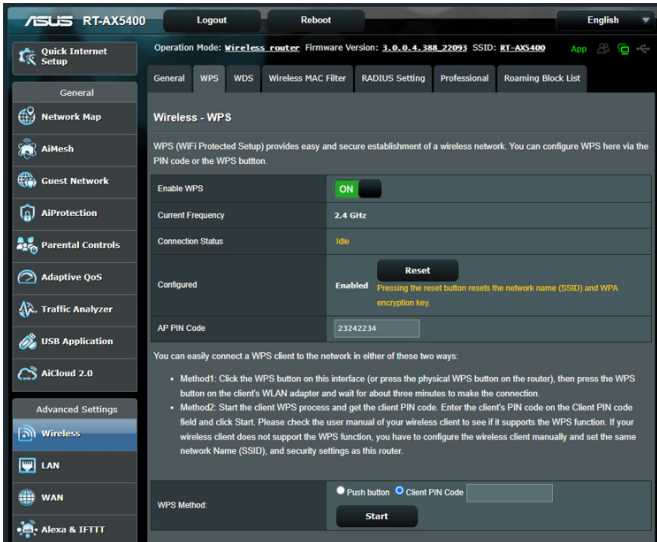 ASUS RT-AX5400
Logout
Reboot
English
Quick Internet
Setup
General
Network Map
AiMesh
Guest Network
AiProtection
Parental Controls
Adaptive QoS
Traffic Analyzer
USB Application
AiCloud 2.0
Advanced Settings
Wireless
LAN
WAN
Alexa & IFTTT
Operation Mode: Wireless router Firmware Version: 3.0.0.4.388_22093 SSID: RT-AX5400 App
General WPS WDS Wireless MAC Filter RADIUS Setting Professional Roaming Block List
Wireless - WPS
WPS (WiFi Protected Setup) provides easy and secure establishment of a wireless network. You can configure WPS here via the
PIN code or the WPS buttton.
Enable WPS ON
Current Frequency 2.4 GHz
Connection Status Idle
Configured Enabled Reset
Pressing the reset button resets the network name (SSID) and WPA
encryption key.
AP PIN Code 23242234
You can easily connect a WPS client to the network in either of these two ways:
• Method1: Click the WPS button on this interface (or press the physical WPS button on the router), then press the WPS
button on the client's WLAN adapter and wait for about three minutes to make the connection.
• Method2: Start the client WPS process and get the client PIN code. Enter the client's PIN code on the Client PIN code
field and click Start. Please check the user manual of your wireless client to see if it supports the WPS function. If your
wireless client does not support the WPS function, you have to configure the wireless client manually and set the same
network Name (SSID), and security settings as this router.
WPS Method: Push button Client PIN Code
Start